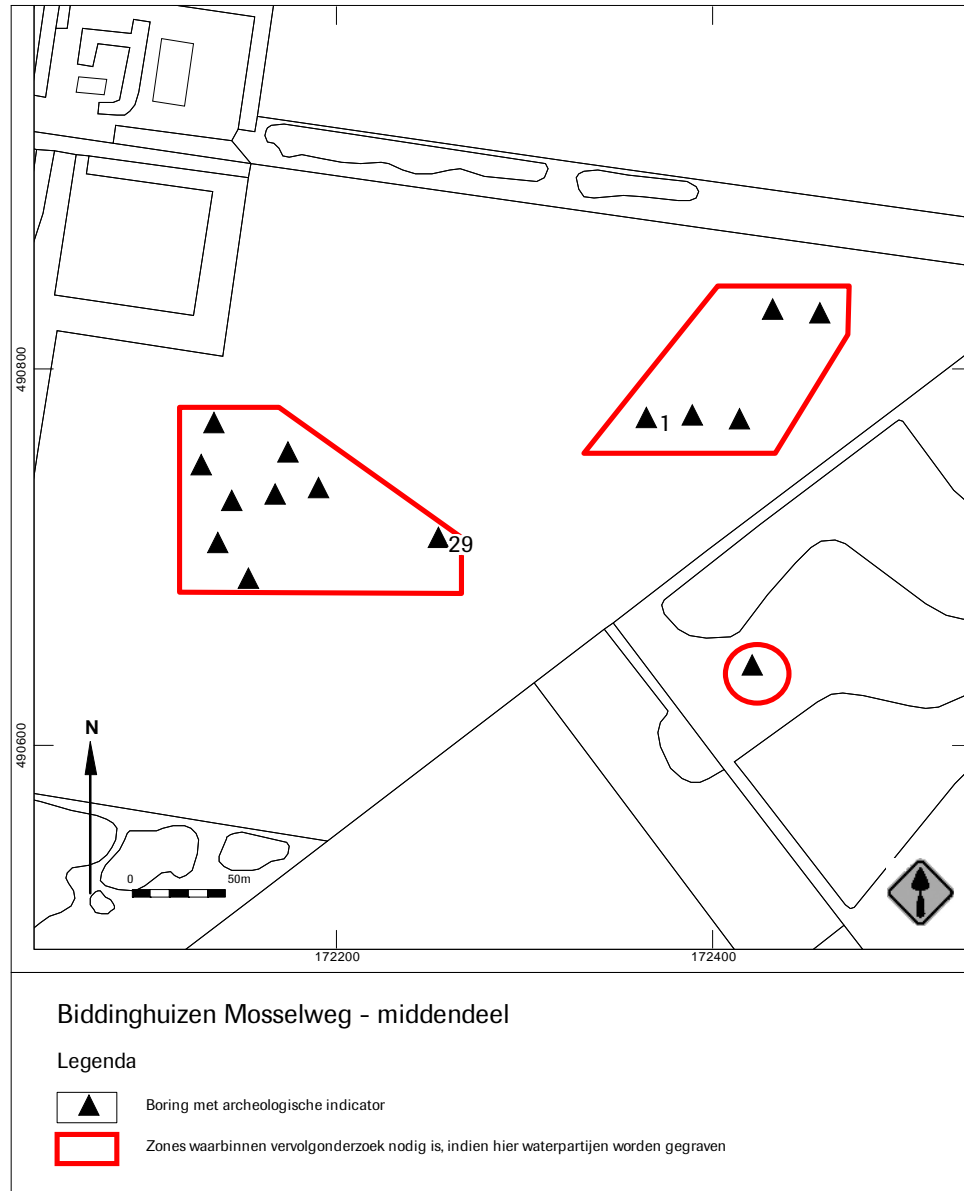 490800
1
29
490600
N
0 50m
172200 172400
Biddinghuizen Mosselweg - middendeel
Legenda
Boring met archeologische indicator
Zones waarbinnen vervolgonderzoek nodig is, indien hier waterpartijen worden gegraven